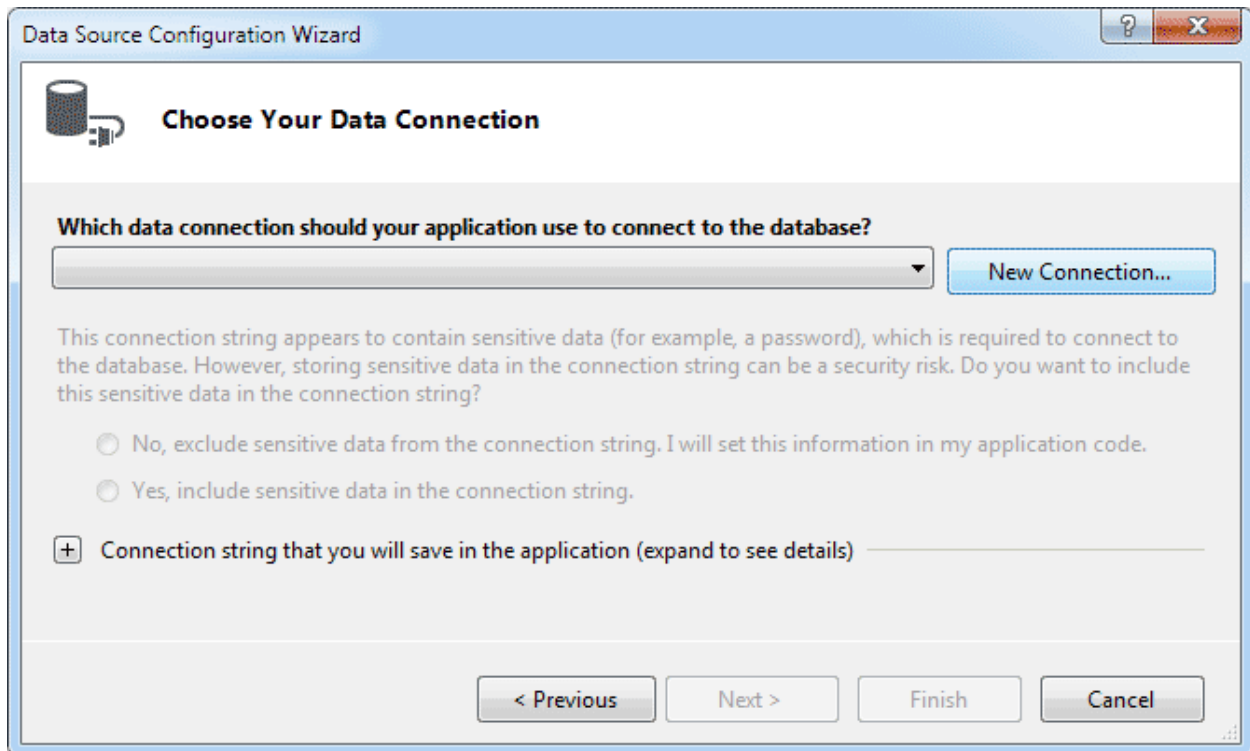 Data Source Configuration Wizard
?
Choose Your Data Connection
Which data connection should your application use to connect to the database?
New Connection...
This connection string appears to contain sensitive data (for example, a password), which is required to connect to
the database. However, storing sensitive data in the connection string can be a security risk. Do you want to include
this sensitive data in the connection string?
No, exclude sensitive data from the connection string. I will set this information in my application code.
Yes, include sensitive data in the connection string.
+ Connection string that you will save in the application (expand to see details)
< Previous Next > Finish Cancel